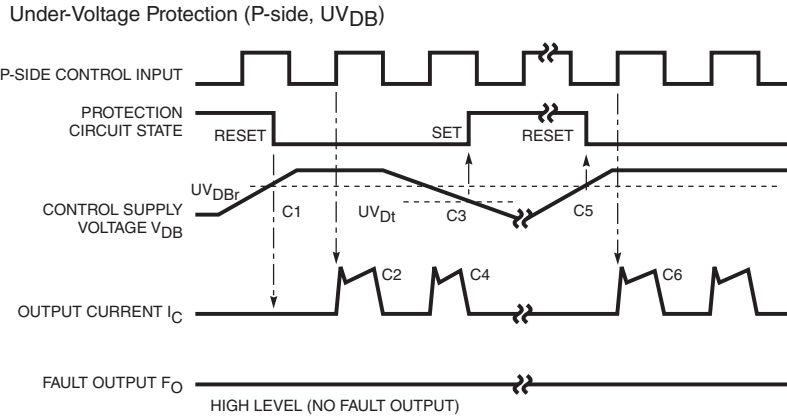 Under-Voltage Protection (P-side, UVDB)
P-SIDE CONTROL INPUT
PROTECTION
CIRCUIT STATE
RESET
SET
RESET
UVDBr
CONTROL SUPPLY
VOLTAGE VDB
C1
UVDt
C3
C5
C2
C4
C6
OUTPUT CURRENT IC
FAULT OUTPUT FO
HIGH LEVEL (NO FAULT OUTPUT)